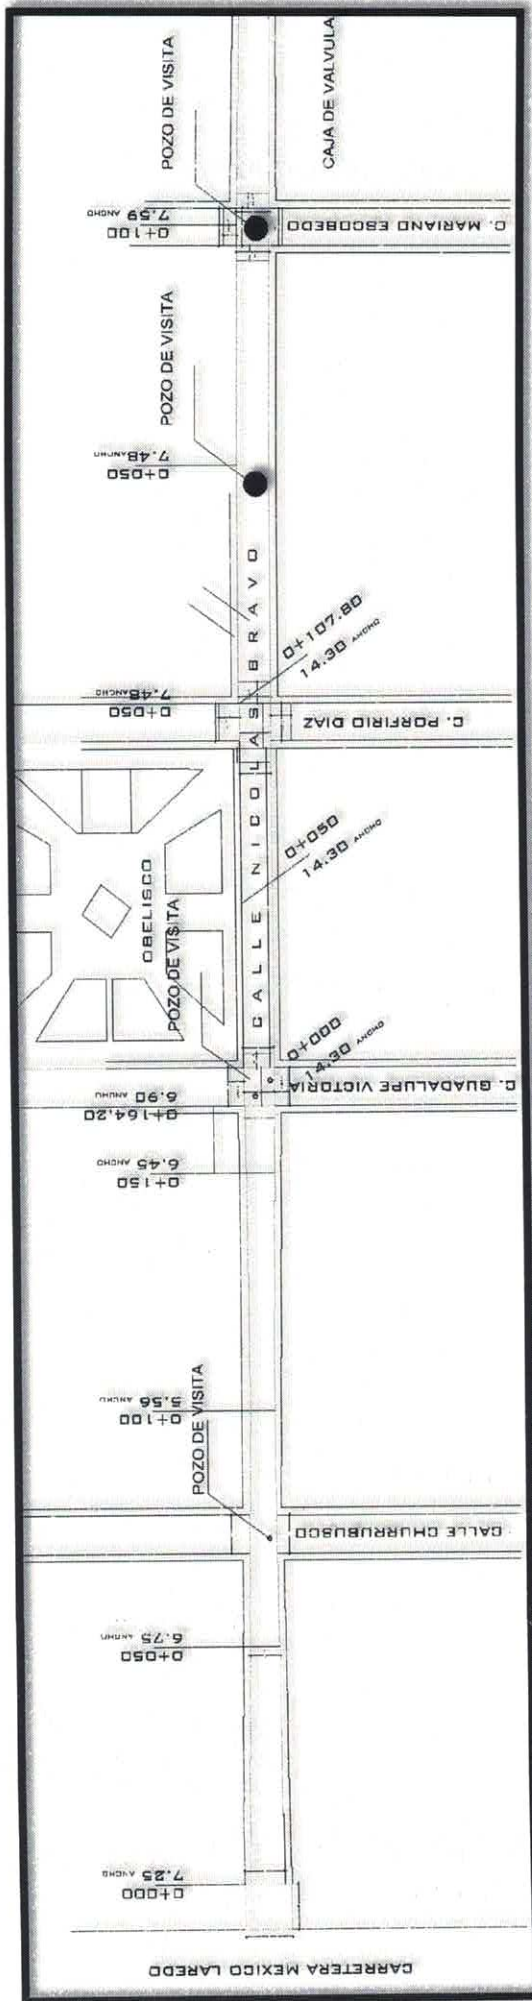 POZO DE VISITA
CAJA DE VALVULA
0+100
7.59 ANCHO
C. MARIANO ESCOBEDO
POZO DE VISITA
0+050
7.48 ANCHO
CALLE NICOLAS BRAVO
0+107.80
14.30 ANCHO
0+050
7.48 ANCHO
C. PORFIRIO DIAZ
0+050
14.30 ANCHO
OBELISCO
POZO DE VISITA
0+000
14.30 ANCHO
C. GUADALUPE VICTORIA
0+164.20
6.90 ANCHO
0+150
6.45 ANCHO
0+100
5.56 ANCHO
POZO DE VISITA
CALLE CHURRUBUSCO
0+050
6.75 ANCHO
0+000
7.25 ANCHO
CARRETERA MEXICO LAREDO